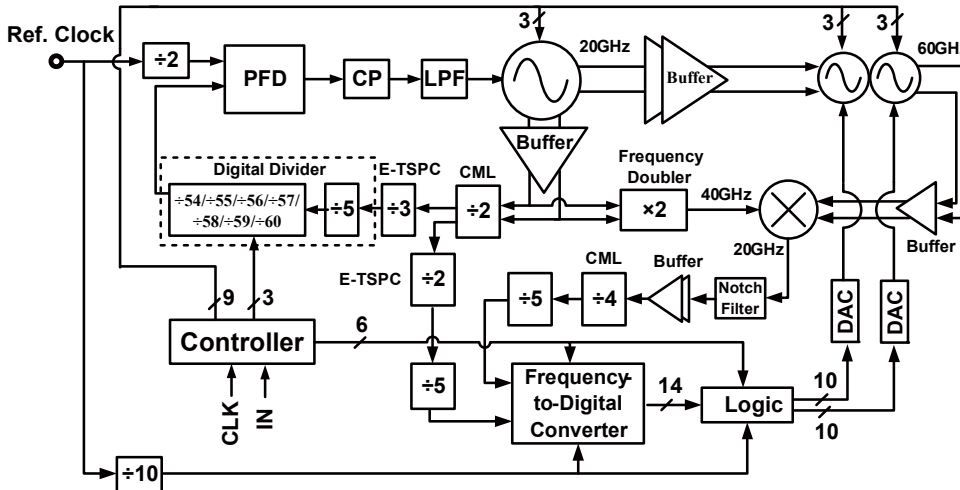 3
3
3
Ref. Clock
÷2
PFD
CP
LPF
20GHz
Buffer
60GHz
Buffer
Digital Divider
÷54/÷55/÷56/÷57/
÷58/÷59/÷60
÷5
E-TSPC
÷3
CML
÷2
Frequency
Doubler
×2
40GHz
20GHz
Buffer
E-TSPC
÷2
÷5
CML
÷4
Buffer
Notch
Filter
DAC
DAC
9
3
Controller
6
CLK
IN
÷5
Frequency-
to-Digital
Converter
14
Logic
10
10
÷10